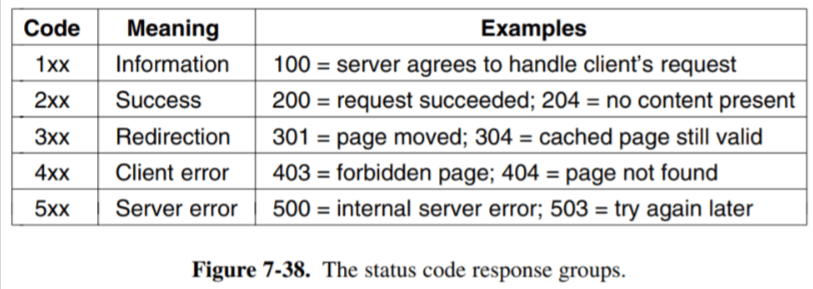 Code Meaning Examples
1xx Information 100 = server agrees to handle client's request
2xx Success 200 = request succeeded; 204 = no content present
3xx Redirection 301 = page moved; 304 = cached page still valid
4xx Client error 403 = forbidden page; 404 = page not found
5xx Server error 500 = internal server error; 503 = try again later
Figure 7-38. The status code response groups.